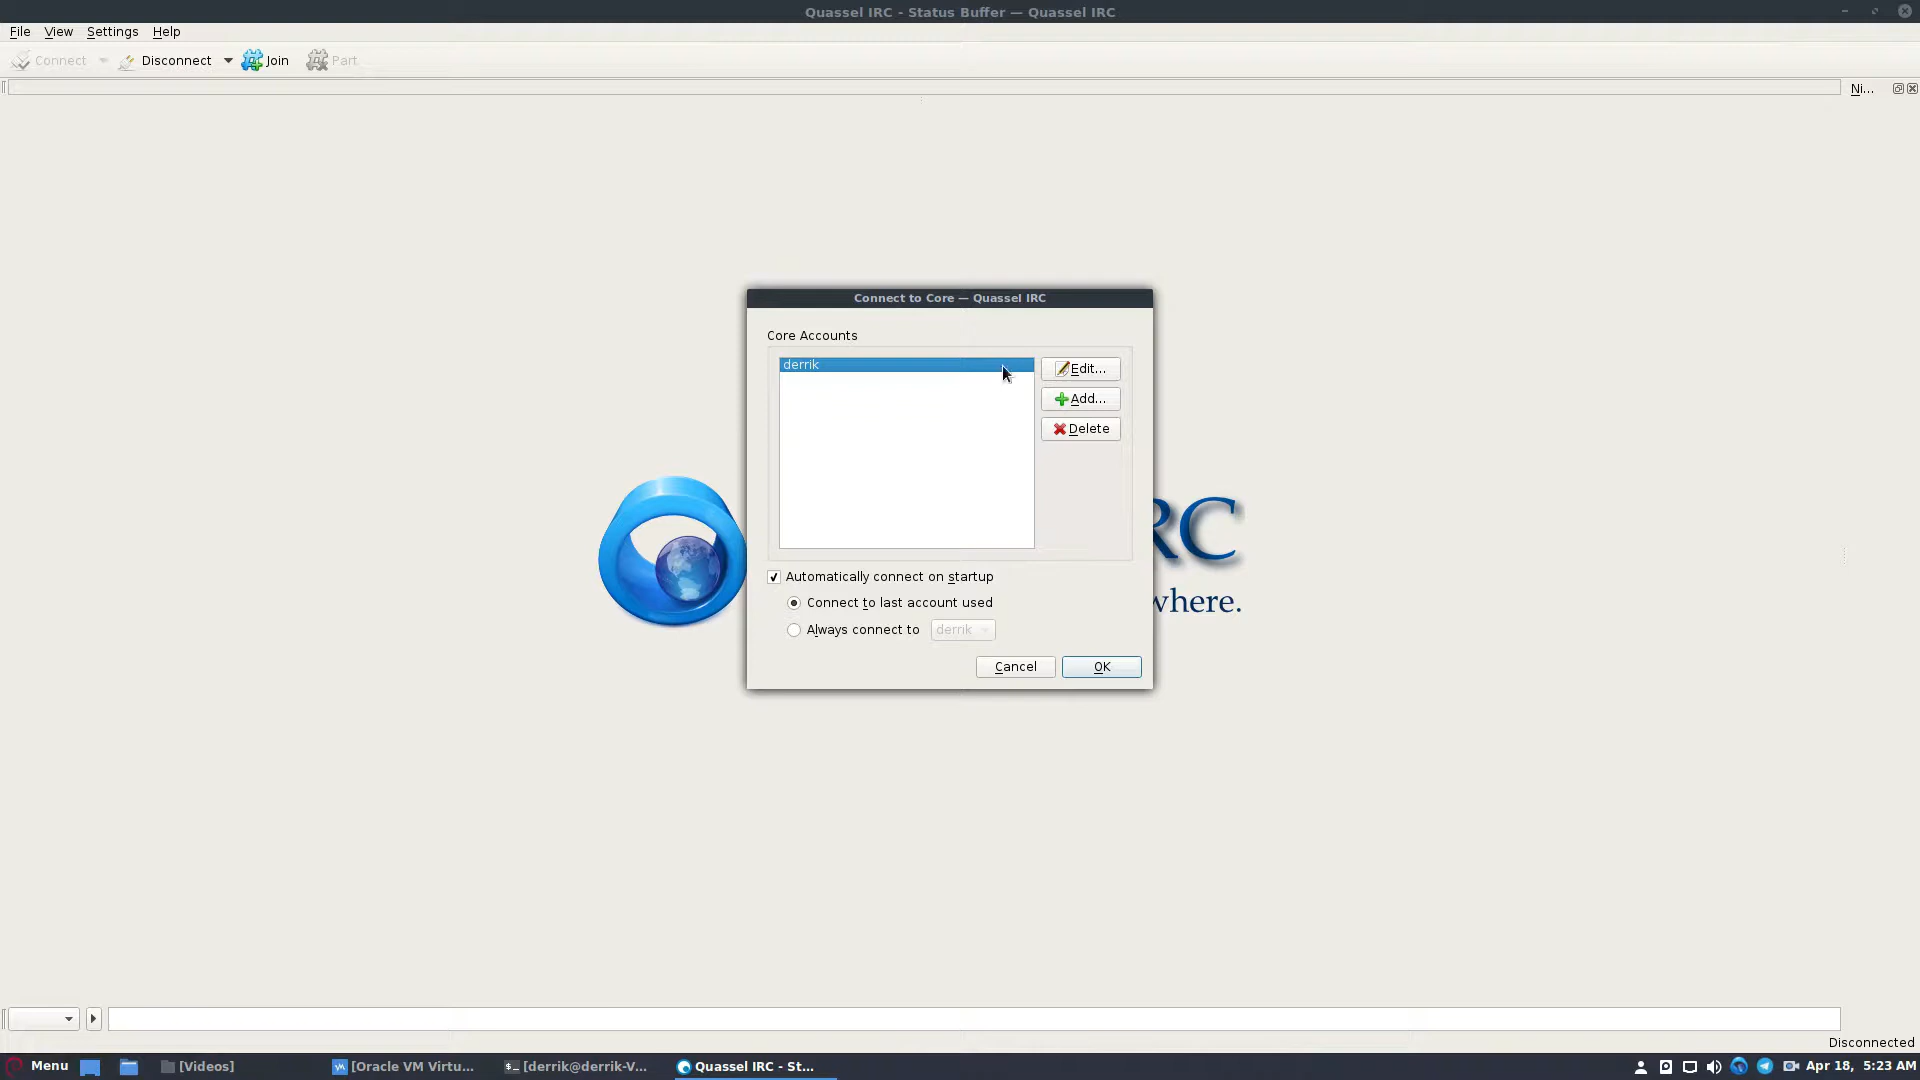 Quassel IRC - Status Buffer — Quassel IRC
File View Settings Help
Connect Disconnect Join Part
Ni...
Connect to Core — Quassel IRC
Core Accounts
derrik
Edit...
Add...
Delete
RC
where.
Automatically connect on startup
Connect to last account used
Always connect to derrik
Cancel OK
Disconnected
Menu [Videos] [Oracle VM Virtu... [derrik@derrik-V... Quassel IRC - St... Apr 18, 5:23 AM